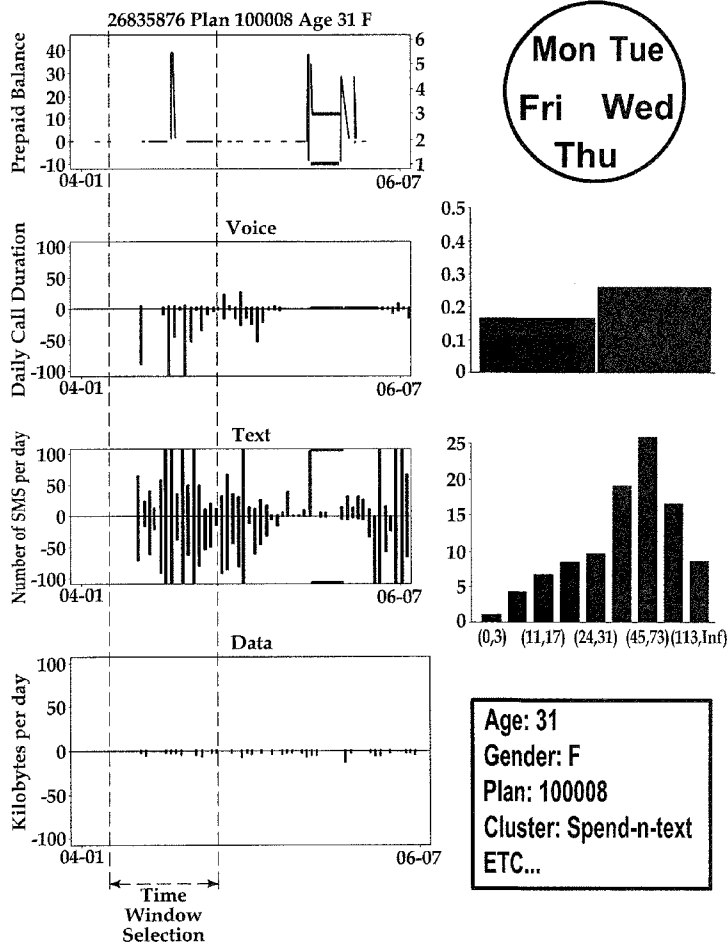 26835876 Plan 100008 Age 31 F
Prepaid Balance
40
30
20
10
0
-10
6
5
4
3
2
1
04-01
06-07
Mon Tue
Fri Wed
Thu
Voice
Daily Call Duration
100
50
0
-50
-100
04-01
06-07
0.5
0.4
0.3
0.2
0.1
0
Text
Number of SMS per day
100
50
0
-50
-100
04-01
06-07
25
20
15
10
5
0
(0,3) (11,17) (24,31) (45,73) (113,Inf)
Data
Kilobytes per day
100
50
0
-50
-100
04-01
06-07
Age: 31
Gender: F
Plan: 100008
Cluster: Spend-n-text
ETC...
Time
Window
Selection